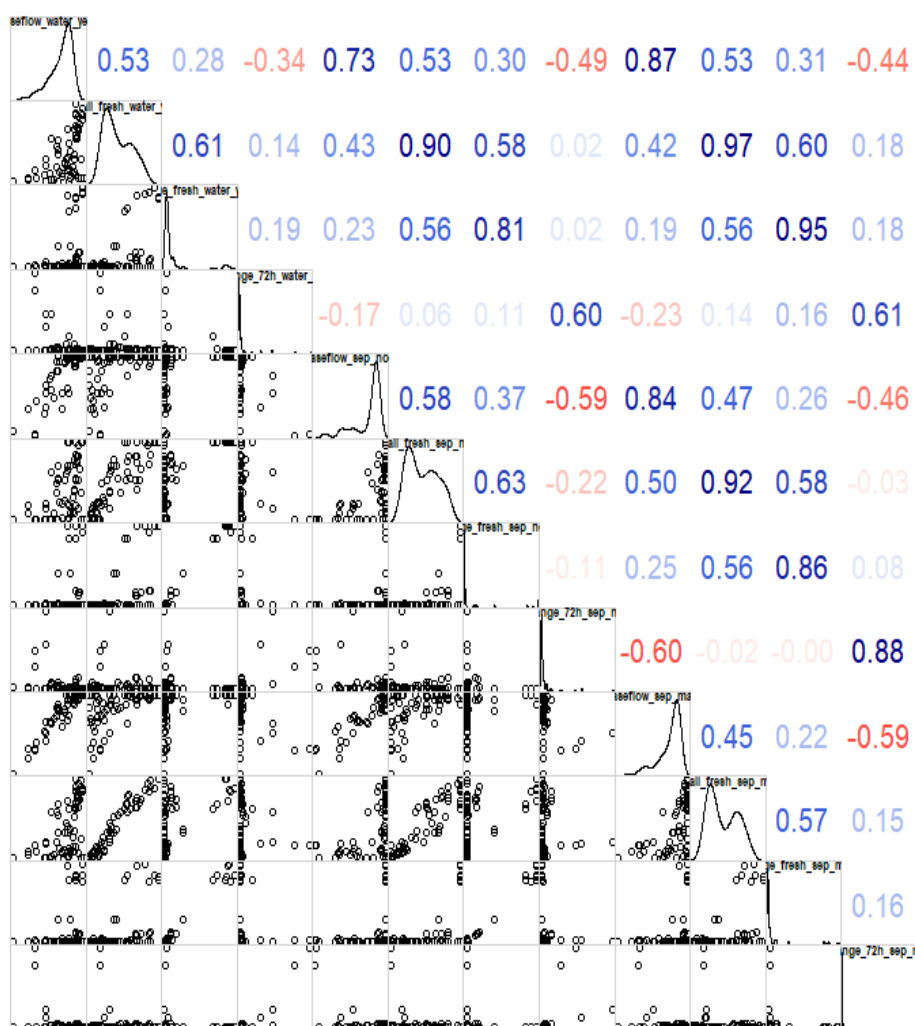 seflow_water_ye 0.53 0.28 -0.34 0.73 0.53 0.30 -0.49 0.87 0.53 0.31 -0.44
all_fresh_water_ 0.61 0.14 0.43 0.90 0.58 0.02 0.42 0.97 0.60 0.18
ge_fresh_water_y 0.19 0.23 0.56 0.81 0.02 0.19 0.56 0.95 0.18
nge_72h_water_ -0.17 0.06 0.11 0.60 -0.23 0.14 0.16 0.61
aseflow_sep_no 0.58 0.37 -0.59 0.84 0.47 0.26 -0.46
all_fresh_sep_n 0.63 -0.22 0.50 0.92 0.58 -0.03
ge_fresh_sep_n -0.11 0.25 0.56 0.86 0.08
nge_72h_sep_n -0.60 -0.02 -0.00 0.88
seflow_sep_ma 0.45 0.22 -0.59
all_fresh_sep_m 0.57 0.15
ge_fresh_sep_m 0.16
nge_72h_sep_m